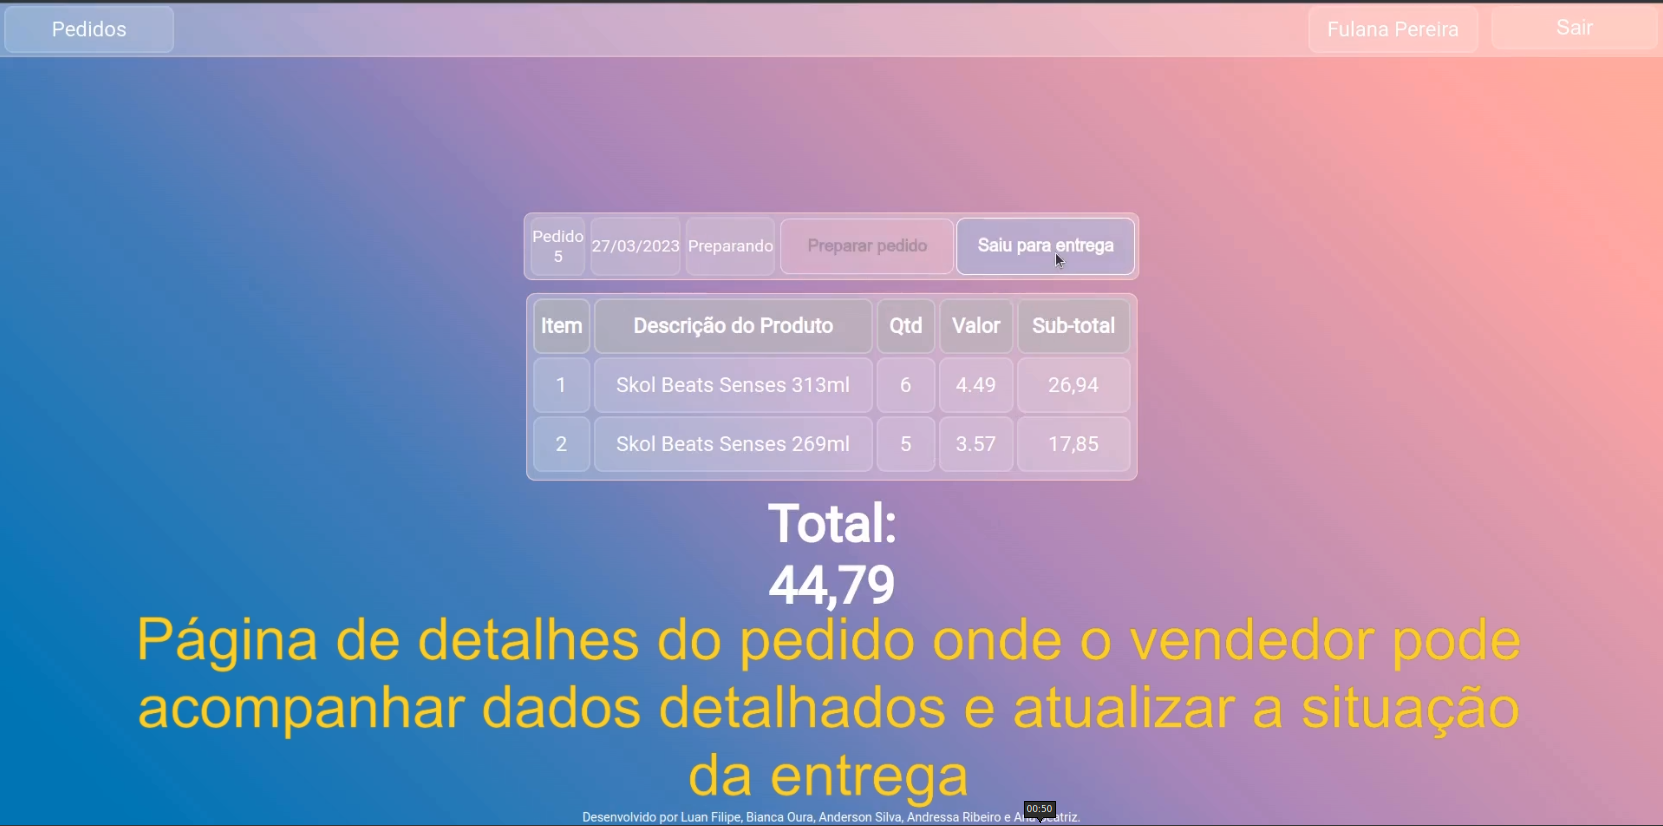 Pedidos
Fulana Pereira
Sair
Pedido
5
27/03/2023
Preparando
Preparar pedido
Saiu para entrega
Item Descrição do Produto Qtd Valor Sub-total
1 Skol Beats Senses 313ml 6 4.49 26,94
2 Skol Beats Senses 269ml 5 3.57 17,85
Total:
44,79
Página de detalhes do pedido onde o vendedor pode
acompanhar dados detalhados e atualizar a situação
da entrega
00:50
Desenvolvido por Luan Filipe, Bianca Oura, Anderson Silva, Andressa Ribeiro e Ana Beatriz.